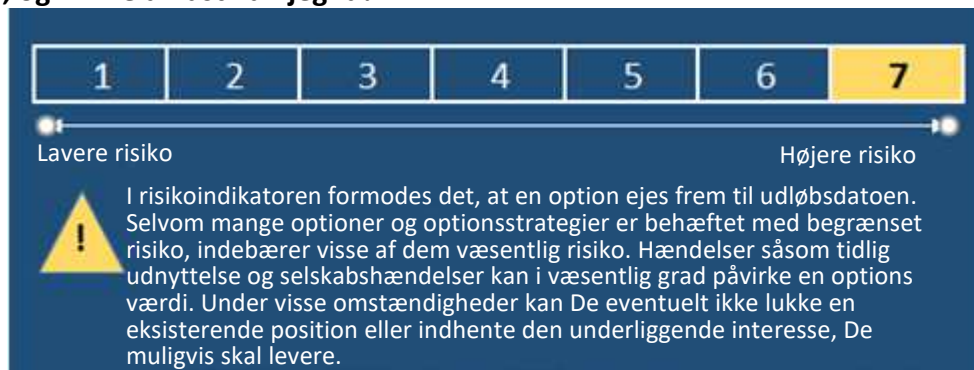 1 2 3 4 5 6 7
Lavere risiko Højere risiko
!
I risikoindikatoren formodes det, at en option ejes frem til udløbsdatoen.
Selvom mange optioner og optionsstrategier er behæftet med begrænset
risiko, indebærer visse af dem væsentlig risiko. Hændelser såsom tidlig
udnyttelse og selskabshændelser kan i væsentlig grad påvirke en options
værdi. Under visse omstændigheder kan De eventuelt ikke lukke en
eksisterende position eller indhente den underliggende interesse, De
muligvis skal levere.